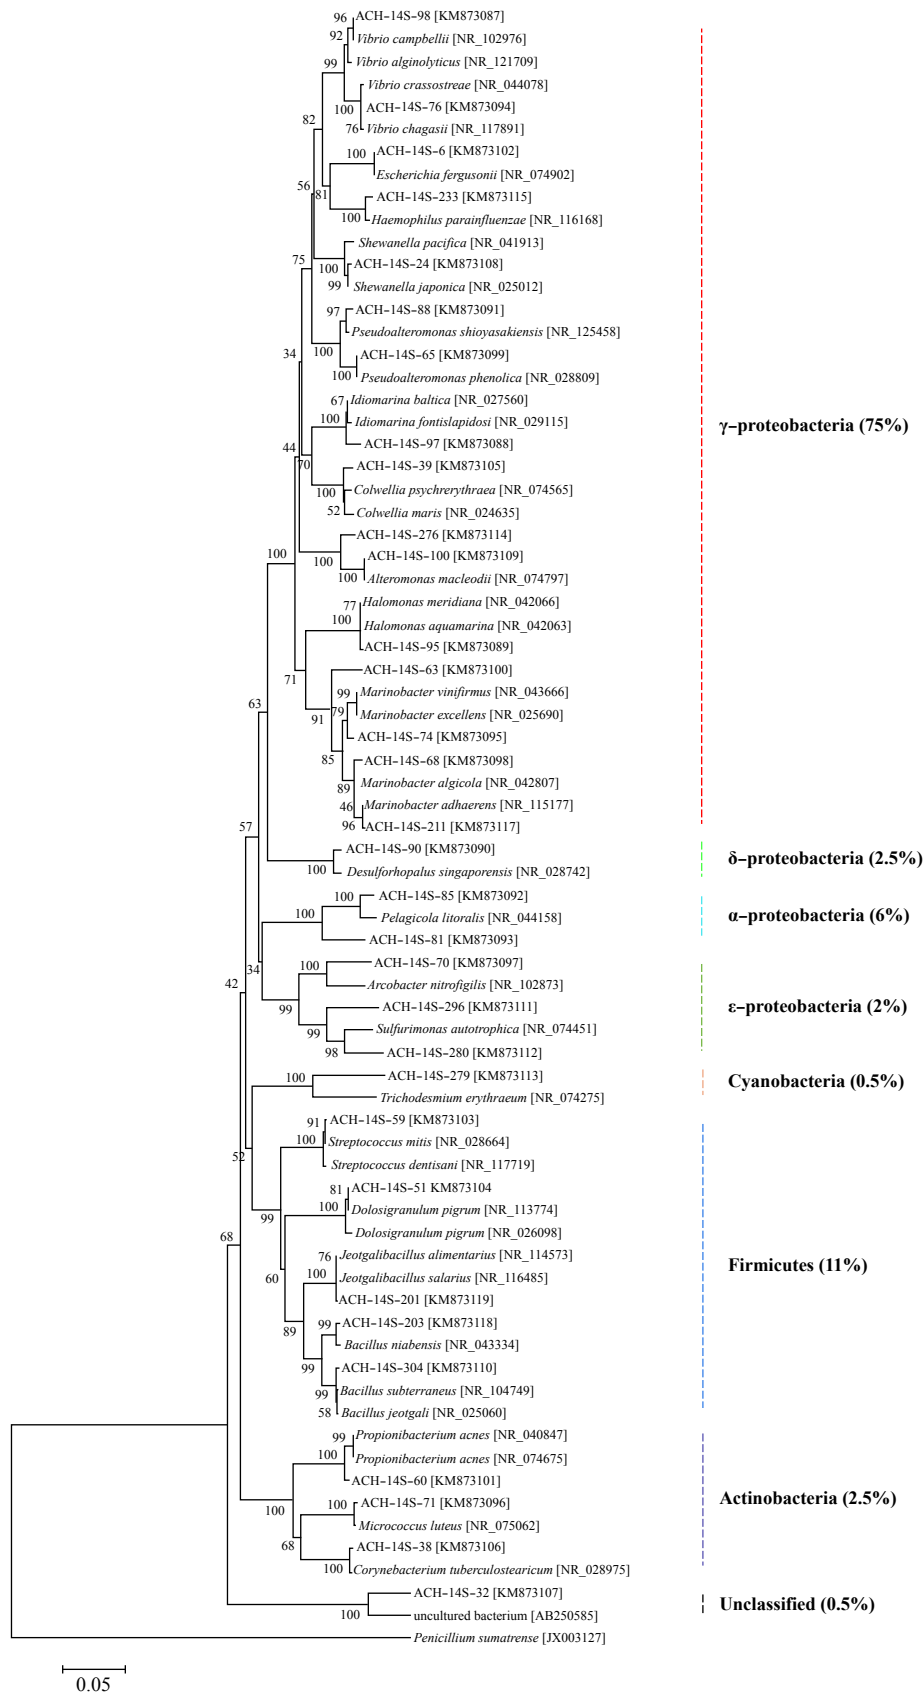 96 ACH-14S-98 [KM873087]
92 Vibrio campbellii [NR_102976]
99 Vibrio alginolyticus [NR_121709]
Vibrio crassostreae [NR_044078]
100 ACH-14S-76 [KM873094]
82 76 Vibrio chagasii [NR_117891]
100 ACH-14S-6 [KM873102]
Escherichia fergusonii [NR_074902]
56 81 ACH-14S-233 [KM873115]
100 Haemophilus parainfluenzae [NR_116168]
Shewanella pacifica [NR_041913]
75 100 ACH-14S-24 [KM873108]
99 Shewanella japonica [NR_025012]
97 ACH-14S-88 [KM873091]
Pseudoalteromonas shioyasakiensis [NR_125458]
34 100 ACH-14S-65 [KM873099]
100 Pseudoalteromonas phenolica [NR_028809]
67 Idiomarina baltica [NR_027560]
100 Idiomarina fontislapidosi [NR_029115]
γ-proteobacteria (75%)
44 ACH-14S-97 [KM873088]
70 ACH-14S-39 [KM873105]
100 Colwellia psychrerythraea [NR_074565]
52 Colwellia maris [NR_024635]
ACH-14S-276 [KM873114]
100 100 ACH-14S-100 [KM873109]
100 Alteromonas macleodii [NR_074797]
77 Halomonas meridiana [NR_042066]
100 Halomonas aquamarina [NR_042063]
ACH-14S-95 [KM873089]
71 ACH-14S-63 [KM873100]
99 Marinobacter vinifirmus [NR_043666]
63 91 79 Marinobacter excellens [NR_025690]
ACH-14S-74 [KM873095]
85 ACH-14S-68 [KM873098]
89 Marinobacter algicola [NR_042807]
46 Marinobacter adhaerens [NR_115177]
57 96 ACH-14S-211 [KM873117]
ACH-14S-90 [KM873090]
δ-proteobacteria (2.5%)
100 Desulforhopalus singaporensis [NR_028742]
100 ACH-14S-85 [KM873092]
100 Pelagicola litoralis [NR_044158]
α-proteobacteria (6%)
ACH-14S-81 [KM873093]
34 100 ACH-14S-70 [KM873097]
42 Arcobacter nitrofigilis [NR_102873]
99 ACH-14S-296 [KM873111]
ε-proteobacteria (2%)
99 Sulfurimonas autotrophica [NR_074451]
98 ACH-14S-280 [KM873112]
100 ACH-14S-279 [KM873113]
Cyanobacteria (0.5%)
Trichodesmium erythraeum [NR_074275]
91 ACH-14S-59 [KM873103]
100 Streptococcus mitis [NR_028664]
52 Streptococcus dentisani [NR_117719]
81 ACH-14S-51 KM873104
99 100 Dolosigranulum pigrum [NR_113774]
68 Dolosigranulum pigrum [NR_026098]
76 Jeotgalibacillus alimentarius [NR_114573]
Firmicutes (11%)
60 100 Jeotgalibacillus salarius [NR_116485]
ACH-14S-201 [KM873119]
89 99 ACH-14S-203 [KM873118]
Bacillus niabensis [NR_043334]
99 ACH-14S-304 [KM873110]
99 Bacillus subterraneus [NR_104749]
58 Bacillus jeotgali [NR_025060]
99 Propionibacterium acnes [NR_040847]
100 Propionibacterium acnes [NR_074675]
ACH-14S-60 [KM873101]
Actinobacteria (2.5%)
100 100 ACH-14S-71 [KM873096]
Micrococcus luteus [NR_075062]
68 ACH-14S-38 [KM873106]
100 Corynebacterium tuberculostearicum [NR_028975]
ACH-14S-32 [KM873107]
Unclassified (0.5%)
100 uncultured bacterium [AB250585]
Penicillium sumatrense [JX003127]
0.05